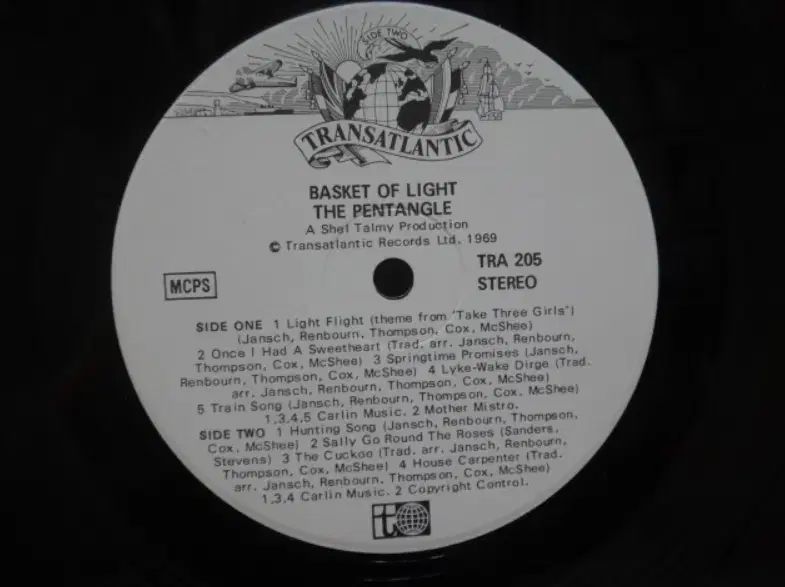 SIDE TWO
TRANSATLANTIC
BASKET OF LIGHT
THE PENTANGLE
A Shel Talmy Production
© Transatlantic Records Ltd. 1969
TRA 205
MCPS
STEREO
SIDE ONE 1 Light Flight (theme from 'Take Three Girls')
(Jansch, Renbourn, Thompson, Cox, McShee)
2 Once I Had A Sweetheart (Trad. arr. Jansch, Renbourn,
Thompson, Cox, McShee) 3 Springtime Promises (Jansch,
Renbourn, Thompson, Cox, McShee) 4 Lyke-Wake Dirge (Trad.
arr. Jansch, Renbourn, Thompson, Cox, McShee)
5 Train Song (Jansch, Renbourn, Thompson, Cox, McShee)
1,3,4,5 Carlin Music. 2 Mother Mistro.
SIDE TWO 1 Hunting Song (Jansch, Renbourn, Thompson,
Cox, McShee) 2 Sally Go Round The Roses (Sanders,
Stevens) 3 The Cuckoo (Trad. arr. Jansch, Renbourn,
Thompson, Cox, McShee) 4 House Carpenter (Trad.
arr. Jansch, Renbourn, Thompson, Cox, McShee)
1,3,4 Carlin Music. 2 Copyright Control.
t